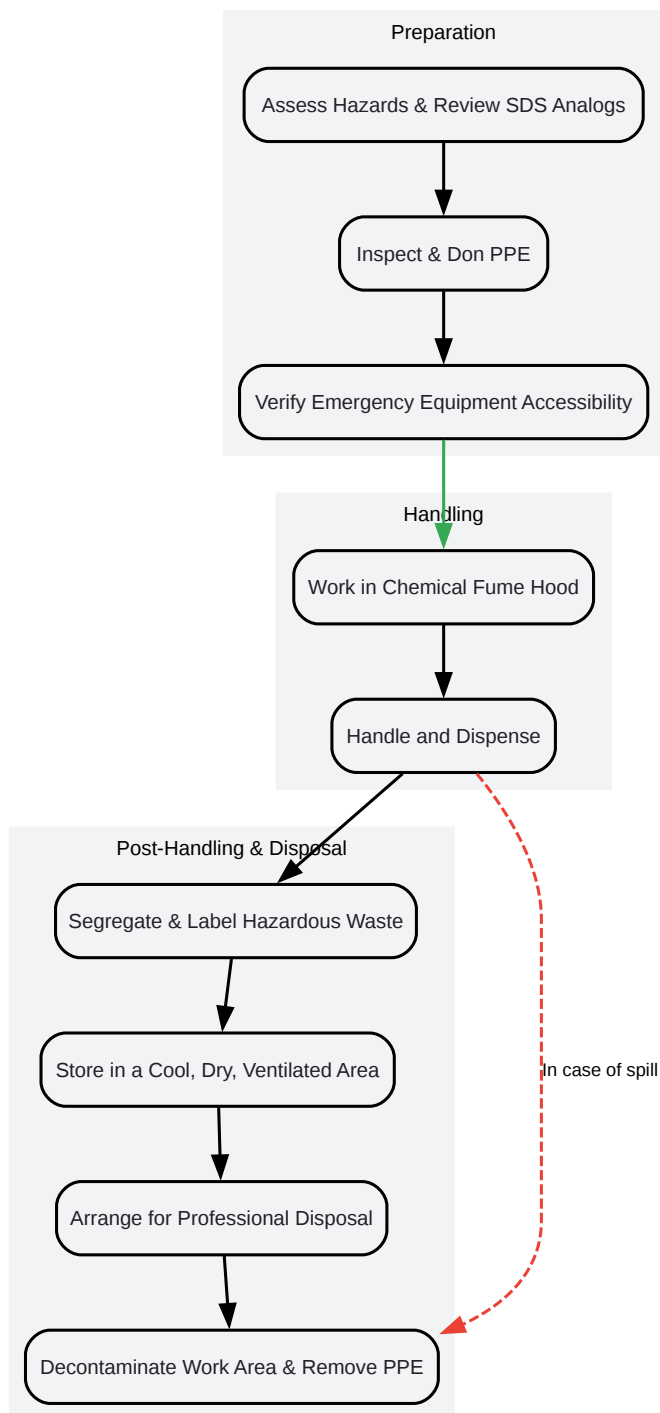 Preparation
Assess Hazards & Review SDS Analogs
Inspect & Don PPE
Verify Emergency Equipment Accessibility
Handling
Work in Chemical Fume Hood
Handle and Dispense
Post-Handling & Disposal
Segregate & Label Hazardous Waste
Store in a Cool, Dry, Ventilated Area
In case of spill
Arrange for Professional Disposal
Decontaminate Work Area & Remove PPE